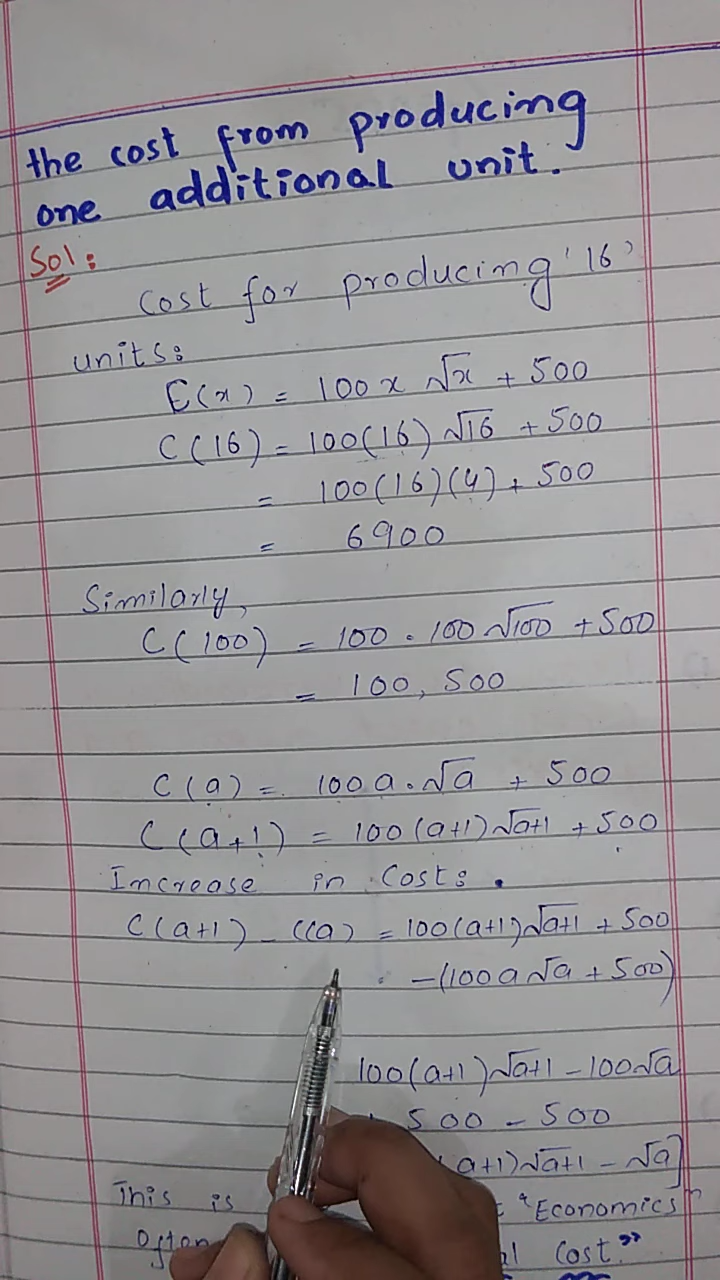 the cost from producing
one additional unit.
Sol:
Cost for producing '16'
units:
C(x) = 100x √x + 500
C(16) = 100(16) √16 + 500
= 100(16)(4) + 500
= 6900
Similarly,
C(100) = 100 . 100 √100 + 500
= 100,500
C(a) = 100a.√a + 500
C(a+1) = 100(a+1)√a+1 + 500
Increase in Cost:
C(a+1) - C(a) = 100(a+1)√a+1 + 500
-(100a√a + 500)
100(a+1)√a+1 - 100√a
500 - 500
a+1)√a+1 - √a]
This is "Economics"
Often Cost."